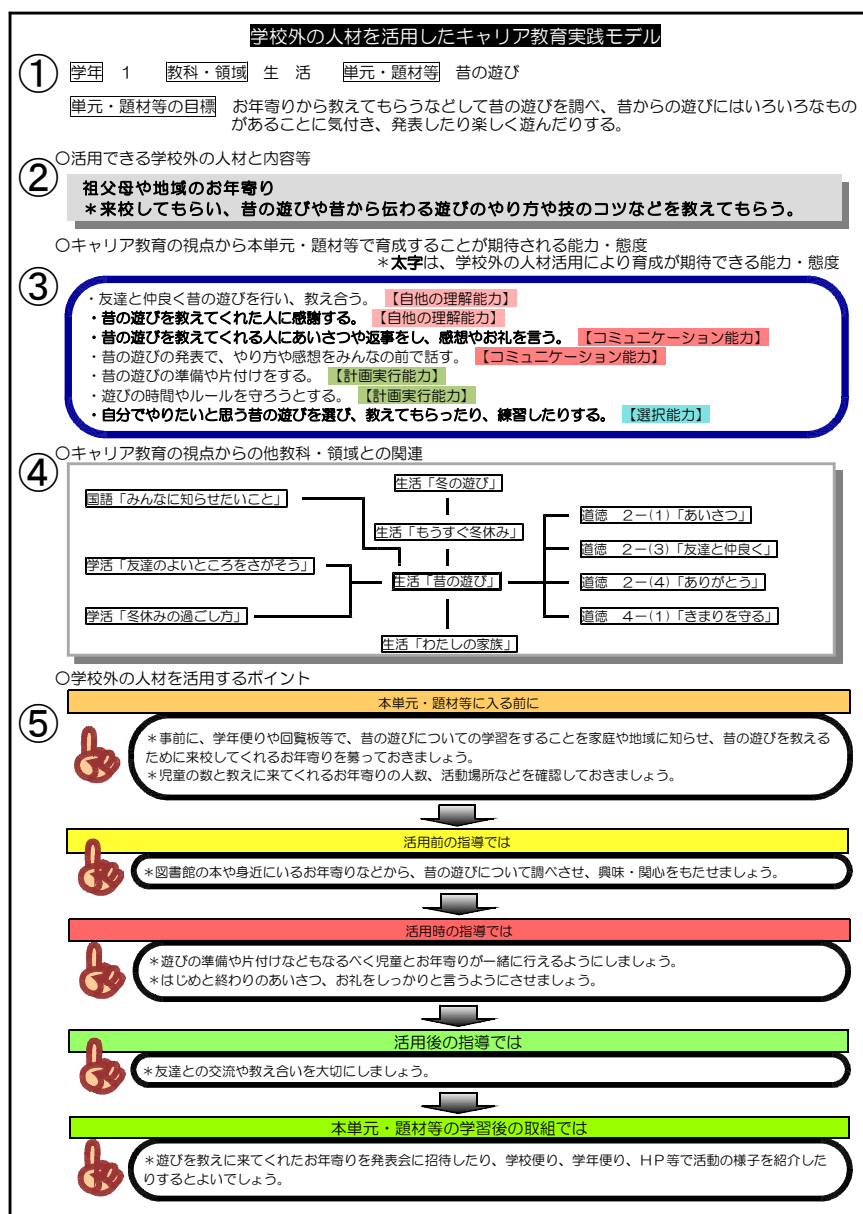 学校外の人材を活用したキャリア教育実践モデル
① 学年 1 教科・領域 生 活 単元・題材等 昔の遊び
単元・題材等の目標 お年寄りから教えてもらうなどして昔の遊びを調べ、昔からの遊びにはいろいろなもの
があることに気付き、発表したり楽しく遊んだりする。
○活用できる学校外の人材と内容等
②
祖父母や地域のお年寄り
＊来校してもらい、昔の遊びや昔から伝わる遊びのやり方や技のコツなどを教えてもらう。
○キャリア教育の視点から本単元・題材等で育成することが期待される能力・態度
＊太字は、学校外の人材活用により育成が期待できる能力・態度
③
・友達と仲良く昔の遊びを行い、教え合う。【自他の理解能力】
・昔の遊びを教えてくれた人に感謝する。【自他の理解能力】
・昔の遊びを教えてくれる人にあいさつや返事をし、感想やお礼を言う。【コミュニケーション能力】
・昔の遊びの発表で、やり方や感想をみんなの前で話す。【コミュニケーション能力】
・昔の遊びの準備や片付けをする。【計画実行能力】
・遊びの時間やルールを守ろうとする。【計画実行能力】
・自分でやりたいと思う昔の遊びを選び、教えてもらったり、練習したりする。【選択能力】
○キャリア教育の視点からの他教科・領域との関連
④
生活「冬の遊び」
国語「みんなに知らせたいこと」
道徳 2－(1)「あいさつ」
生活「もうすぐ冬休み」
道徳 2－(3)「友達と仲良く」
学活「友達のよいところをさがそう」
生活「昔の遊び」
道徳 2－(4)「ありがとう」
学活「冬休みの過ごし方」
道徳 4－(1)「きまりを守る」
生活「わたしの家族」
○学校外の人材を活用するポイント
⑤
本単元・題材等に入る前に
＊事前に、学年便りや回覧板等で、昔の遊びについての学習をすることを家庭や地域に知らせ、昔の遊びを教える
ために来校してくれるお年寄りを募っておきましょう。
＊児童の数と教えに来てくれるお年寄りの人数、活動場所などを確認しておきましょう。
活用前の指導では
＊図書館の本や身近にいるお年寄りなどから、昔の遊びについて調べさせ、興味・関心をもたせましょう。
活用時の指導では
＊遊びの準備や片付けなどもなるべく児童とお年寄りが一緒に行えるようにしましょう。
＊はじめと終わりのあいさつ、お礼をしっかりと言うようにさせましょう。
活用後の指導では
＊友達との交流や教え合いを大切にしましょう。
本単元・題材等の学習後の取組では
＊遊びを教えに来てくれたお年寄りを発表会に招待したり、学校便り、学年便り、ＨＰ等で活動の様子を紹介した
りするとよいでしょう。